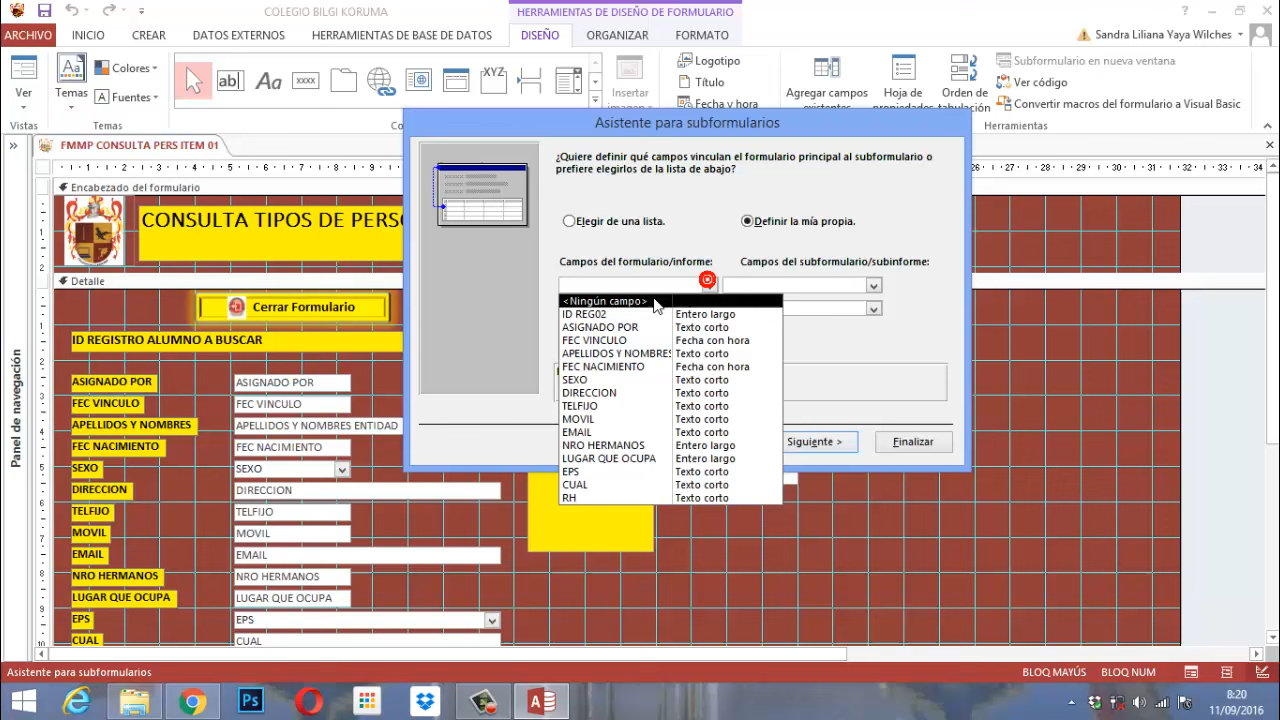 COLEGIO BILGI KORUMA
HERRAMIENTAS DE DISEÑO DE FORMULARIO
ARCHIVO INICIO CREAR DATOS EXTERNOS HERRAMIENTAS DE BASE DE DATOS DISEÑO ORGANIZAR FORMATO
Sandra Liliana Yaya Wilches
Ver
Vistas
Temas
Colores
Fuentes
Temas
Aa
ab|
Aa
xxxx
XYZ
Insertar
Logotipo
Título
Fecha y hora
Agregar campos
existentes
Hoja de
propiedades
Orden de
tabulación
Subformulario en nueva ventana
Ver código
Convertir macros del formulario a Visual Basic
Herramientas
FMMP CONSULTA PERS ITEM 01
Encabezado del formulario
CONSULTA TIPOS DE PERSO
Detalle
Cerrar Formulario
ID REGISTRO ALUMNO A BUSCAR
ASIGNADO POR ASIGNADO POR
FEC VINCULO FEC VINCULO
APELLIDOS Y NOMBRES APELLIDOS Y NOMBRES ENTIDAD
FEC NACIMIENTO FEC NACIMIENTO
SEXO SEXO
DIRECCION DIRECCION
TELFIJO TELFIJO
MOVIL MOVIL
EMAIL EMAIL
NRO HERMANOS NRO HERMANOS
LUGAR QUE OCUPA LUGAR QUE OCUPA
EPS EPS
CUAL CUAL
Panel de navegación
Asistente para subformularios
¿Quiere definir qué campos vinculan el formulario principal al subformulario o
prefiere elegirlos de la lista de abajo?
Elegir de una lista.
Definir la mía propia.
Campos del formulario/informe:
Campos del subformulario/subinforme:
<Ningún campo>
ID REG02 Entero largo
ASIGNADO POR Texto corto
FEC VINCULO Fecha con hora
APELLIDOS Y NOMBRES Texto corto
FEC NACIMIENTO Fecha con hora
SEXO Texto corto
DIRECCION Texto corto
TELFIJO Texto corto
MOVIL Texto corto
EMAIL Texto corto
NRO HERMANOS Entero largo
LUGAR QUE OCUPA Entero largo
EPS Texto corto
CUAL Texto corto
RH Texto corto
Siguiente >
Finalizar
Asistente para subformularios
BLOQ MAYÚS BLOQ NUM
8:20
11/09/2016